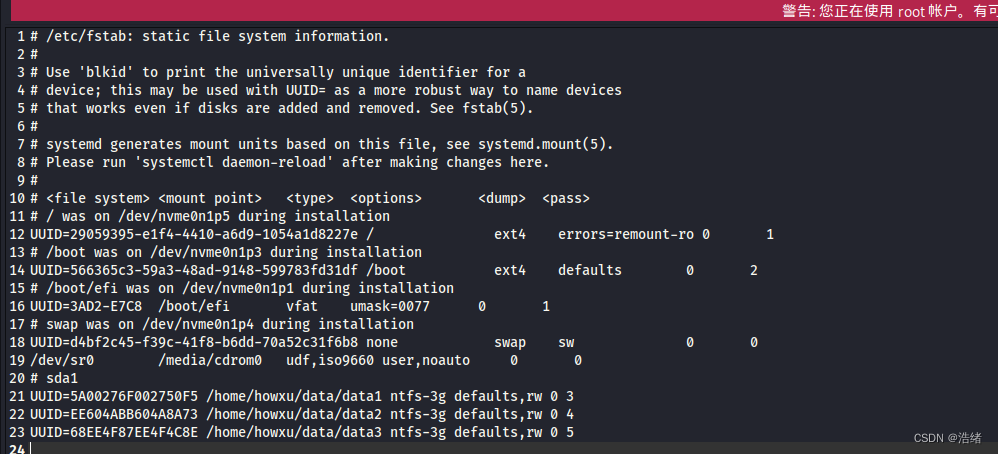 警告: 您正在使用 root 帐户。有可
1 # /etc/fstab: static file system information.
2 #
3 # Use 'blkid' to print the universally unique identifier for a
4 # device; this may be used with UUID= as a more robust way to name devices
5 # that works even if disks are added and removed. See fstab(5).
6 #
7 # systemd generates mount units based on this file, see systemd.mount(5).
8 # Please run 'systemctl daemon-reload' after making changes here.
9 #
10 # <file system> <mount point>   <type>  <options>       <dump>  <pass>
11 # / was on /dev/nvme0n1p5 during installation
12 UUID=29059395-e1f4-4410-a6d9-1054a1d8227e /               ext4    errors=remount-ro 0       1
13 # /boot was on /dev/nvme0n1p3 during installation
14 UUID=566365c3-59a3-48ad-9148-599783fd31df /boot           ext4    defaults        0       2
15 # /boot/efi was on /dev/nvme0n1p1 during installation
16 UUID=3AD2-E7C8  /boot/efi       vfat    umask=0077      0       1
17 # swap was on /dev/nvme0n1p4 during installation
18 UUID=d4bf2c45-f39c-41f8-b6dd-70a52c31f6b8 none            swap    sw              0       0
19 /dev/sr0        /media/cdrom0   udf,iso9660 user,noauto     0       0
20 # sda1
21 UUID=5A00276F002750F5 /home/howxu/data/data1 ntfs-3g defaults,rw 0 3
22 UUID=EE604ABB604A8A73 /home/howxu/data/data2 ntfs-3g defaults,rw 0 4
23 UUID=68EE4F87EE4F4C8E /home/howxu/data/data3 ntfs-3g defaults,rw 0 5
24
CSDN @浩绪